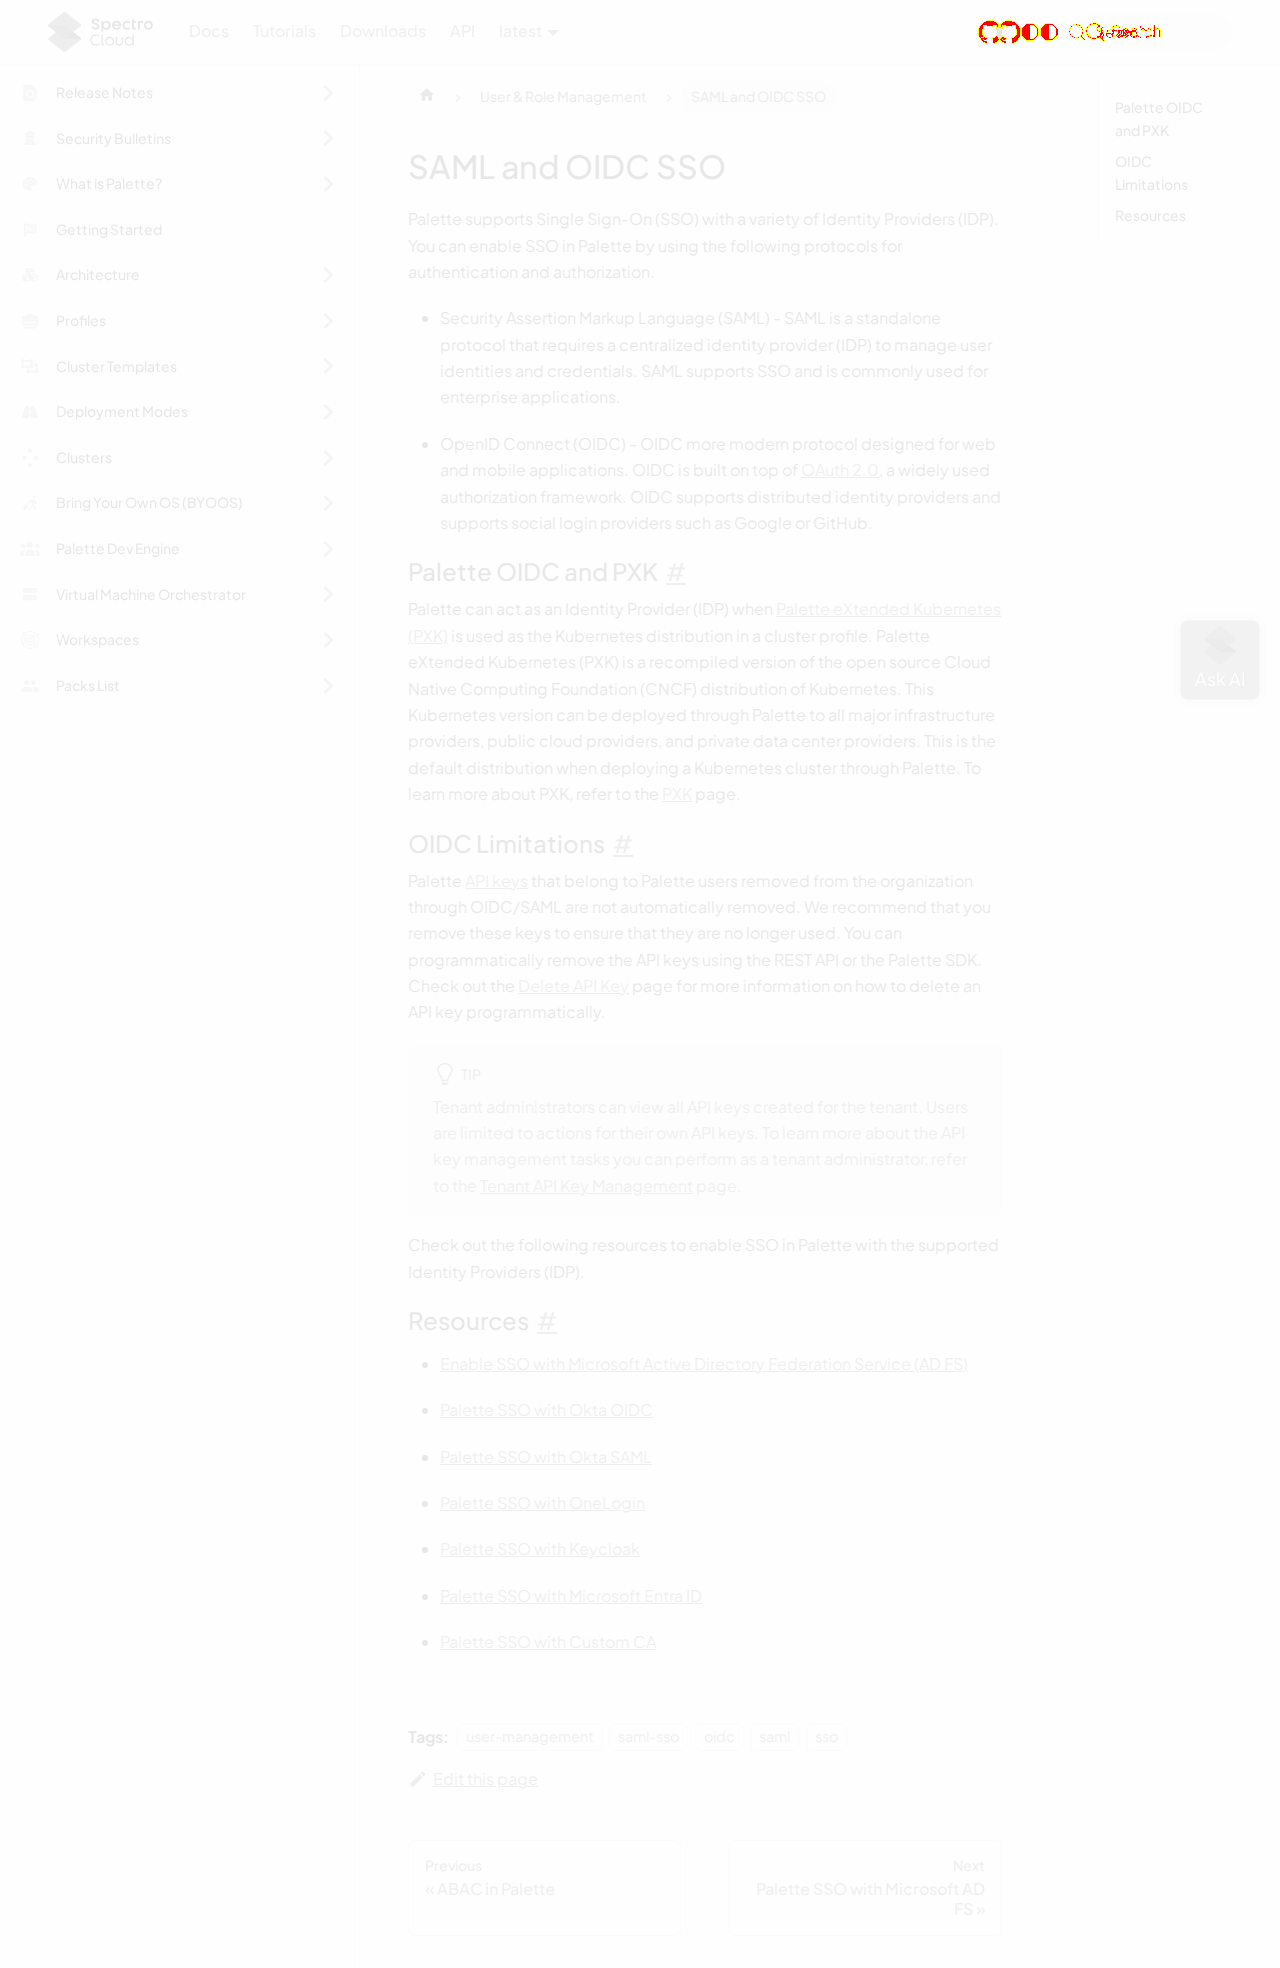 Spectro
Cloud
Docs
Tutorials
Downloads
API
latest
Release Notes
Security Bulletins
What is Palette?
Getting Started
Architecture
Profiles
Cluster Templates
Deployment Modes
Clusters
Bring Your Own OS (BYOOS)
Palette Dev Engine
Virtual Machine Orchestrator
Workspaces
Packs List
User & Role Management
SAML and OIDC SSO
SAML and OIDC SSO
Palette supports Single Sign-On (SSO) with a variety of Identity Providers (IDP).
You can enable SSO in Palette by using the following protocols for
authentication and authorization.
• Security Assertion Markup Language (SAML) - SAML is a standalone
protocol that requires a centralized identity provider (IDP) to manage user
identities and credentials. SAML supports SSO and is commonly used for
enterprise applications.
• OpenID Connect (OIDC) - OIDC more modern protocol designed for web
and mobile applications. OIDC is built on top of OAuth 2.0, a widely used
authorization framework. OIDC supports distributed identity providers and
supports social login providers such as Google or GitHub.
Palette OIDC and PXK #
Palette can act as an Identity Provider (IDP) when Palette eXtended Kubernetes
(PXK) is used as the Kubernetes distribution in a cluster profile. Palette
eXtended Kubernetes (PXK) is a recompiled version of the open source Cloud
Native Computing Foundation (CNCF) distribution of Kubernetes. This
Kubernetes version can be deployed through Palette to all major infrastructure
providers, public cloud providers, and private data center providers. This is the
default distribution when deploying a Kubernetes cluster through Palette. To
learn more about PXK, refer to the PXK page.
OIDC Limitations #
Palette API keys that belong to Palette users removed from the organization
through OIDC/SAML are not automatically removed. We recommend that you
remove these keys to ensure that they are no longer used. You can
programmatically remove the API keys using the REST API or the Palette SDK.
Check out the Delete API Key page for more information on how to delete an
API key programmatically.
TIP
Tenant administrators can view all API keys created for the tenant. Users
are limited to actions for their own API keys. To learn more about the API
key management tasks you can perform as a tenant administrator, refer
to the Tenant API Key Management page.
Check out the following resources to enable SSO in Palette with the supported
Identity Providers (IDP).
Resources #
• Enable SSO with Microsoft Active Directory Federation Service (AD FS)
• Palette SSO with Okta OIDC
• Palette SSO with Okta SAML
• Palette SSO with OneLogin
• Palette SSO with Keycloak
• Palette SSO with Microsoft Entra ID
• Palette SSO with Custom CA
Tags: user-management saml-sso oidc saml sso
Edit this page
Previous
« ABAC in Palette
Next
Palette SSO with Microsoft AD
FS »
Palette OIDC
and PXK
OIDC
Limitations
Resources
Ask AI